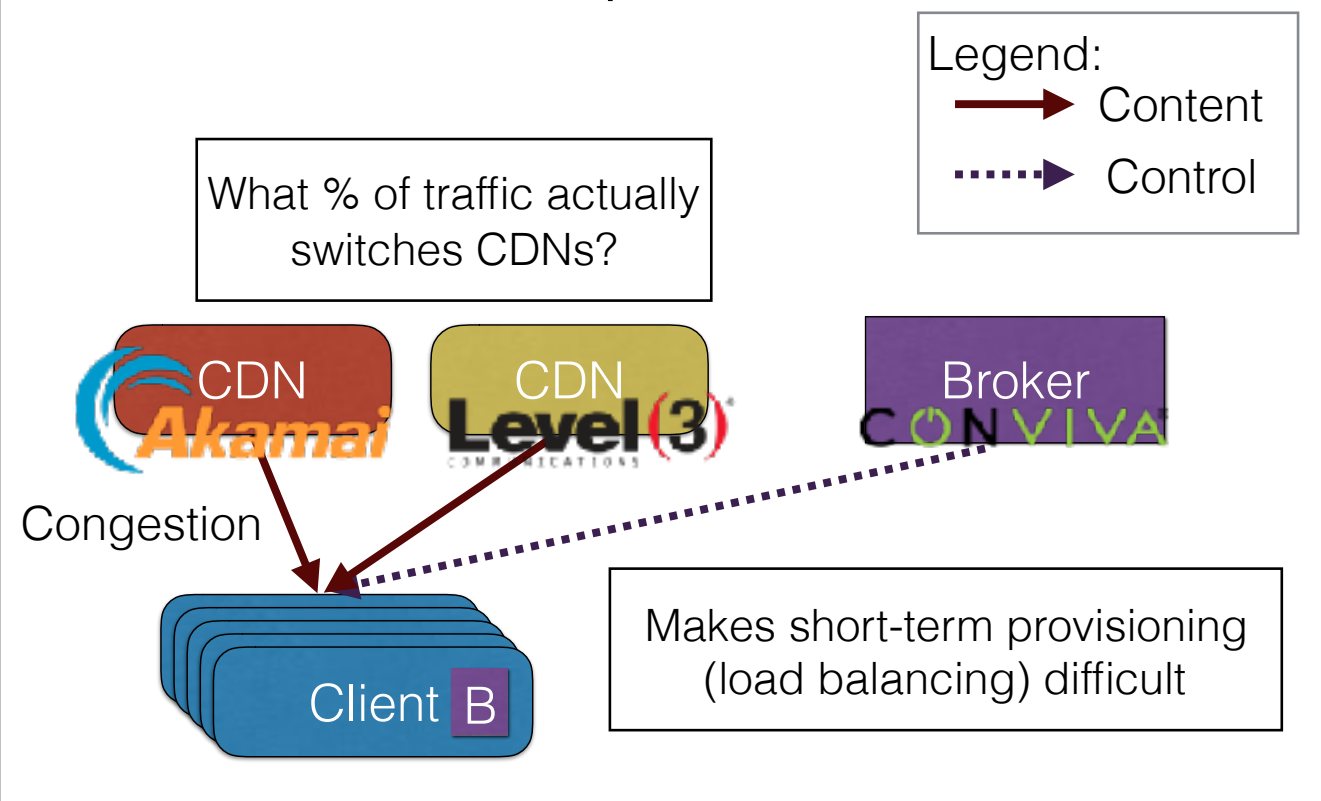 Legend:
Content
Control
What % of traffic actually
switches CDNs?
CDN
Akamai
CDN
Level(3)
COMMUNICATIONS
Broker
CONVIVA
Congestion
Makes short-term provisioning
(load balancing) difficult
Client B